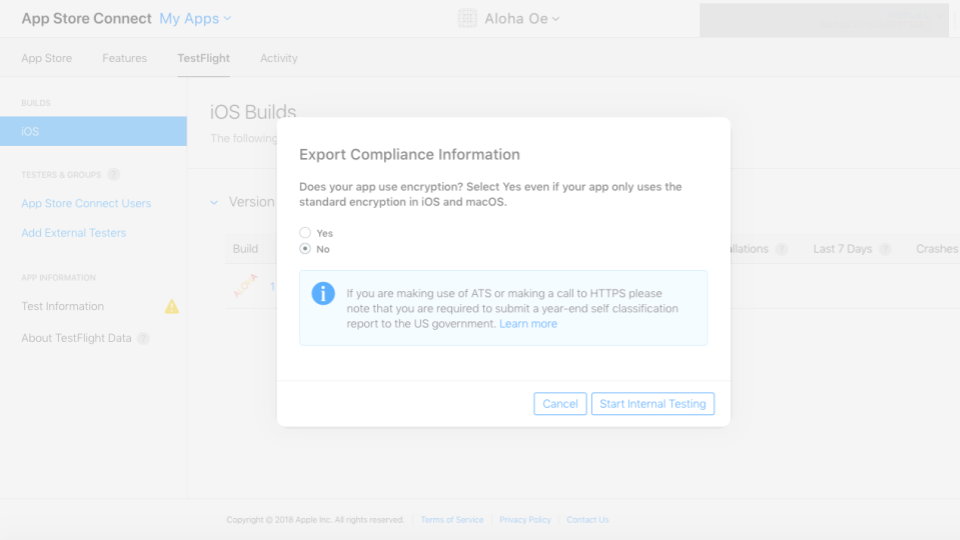 App Store Connect My Apps
Aloha Oe
App Store Features TestFlight Activity
BUILDS
iOS
TESTERS & GROUPS ?
App Store Connect Users
Add External Testers
APP INFORMATION
Test Information
About TestFlight Data ?
iOS Builds
The following
Version
Build
llations ? Last 7 Days ? Crashes
ALOHA 1
Export Compliance Information
Does your app use encryption? Select Yes even if your app only uses the
standard encryption in iOS and macOS.
Yes
No
If you are making use of ATS or making a call to HTTPS please
note that you are required to submit a year-end self classification
report to the US government. Learn more
Cancel Start Internal Testing
Copyright © 2018 Apple Inc. All rights reserved. Terms of Service Privacy Policy Contact Us